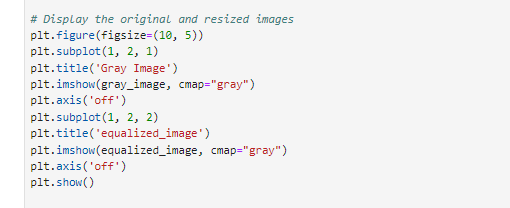 # Display the original and resized images
plt.figure(figsize=(10, 5))
plt.subplot(1, 2, 1)
plt.title('Gray Image')
plt.imshow(gray_image, cmap="gray")
plt.axis('off')
plt.subplot(1, 2, 2)
plt.title('equalized_image')
plt.imshow(equalized_image, cmap="gray")
plt.axis('off')
plt.show()